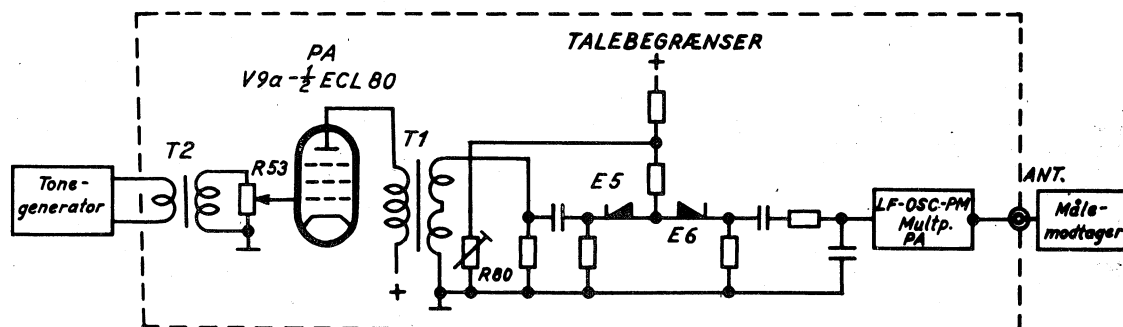 TALEBEGRÆNSER
+
PA
V9a-½ ECL 80
T2
R53
T1
Tone-
generator
E5
E6
R80
+
LF-OSC-PM
Multp.
PA
ANT.
Måle-
modtager